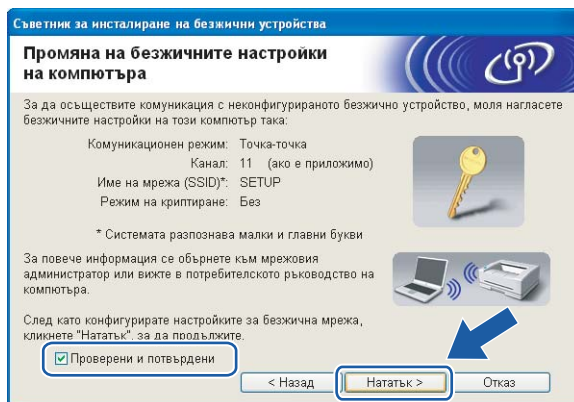 Съветник за инсталиране на безжични устройства
Промяна на безжичните настройки
на компютъра
За да осъществите комуникация с неконфигурираното безжично устройство, моля нагласете
безжичните настройки на този компютър така:
Комуникационен режим: Точка-точка
Канал: 11 (ако е приложимо)
Име на мрежа (SSID)*: SETUP
Режим на криптиране: Без
* Системата разпознава малки и главни букви
За повече информация се обърнете към мрежовия
администратор или вижте в потребителското ръководство на
компютъра.
След като конфигурирате настройките за безжична мрежа,
кликнете "Нататък", за да продължите.
Проверени и потвърдени
< Назад
Нататък >
Отказ